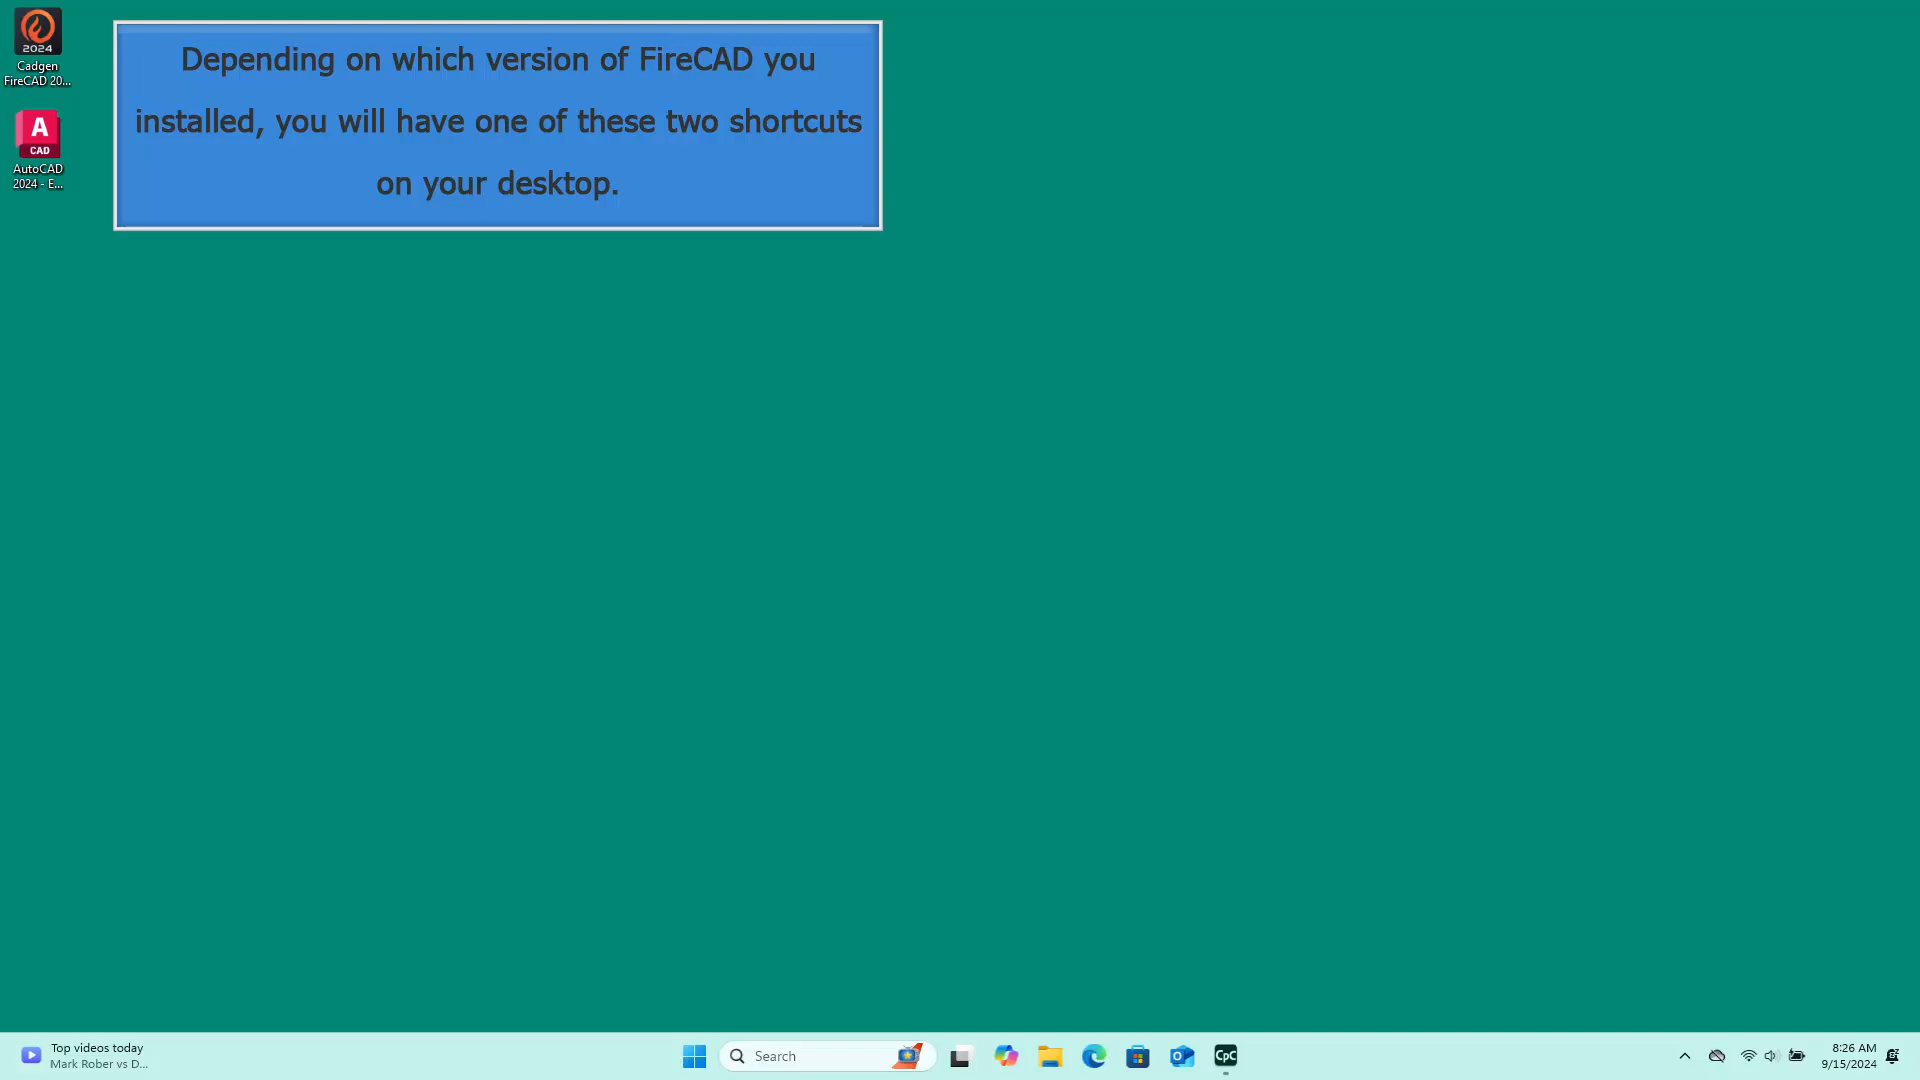 2024
Cadgen
FireCAD 20...
A
CAD
AutoCAD
2024 - E...
Depending on which version of FireCAD you
installed, you will have one of these two shortcuts
on your desktop.
Top videos today
Mark Rober vs D...
Search
CpC
8:26 AM
9/15/2024